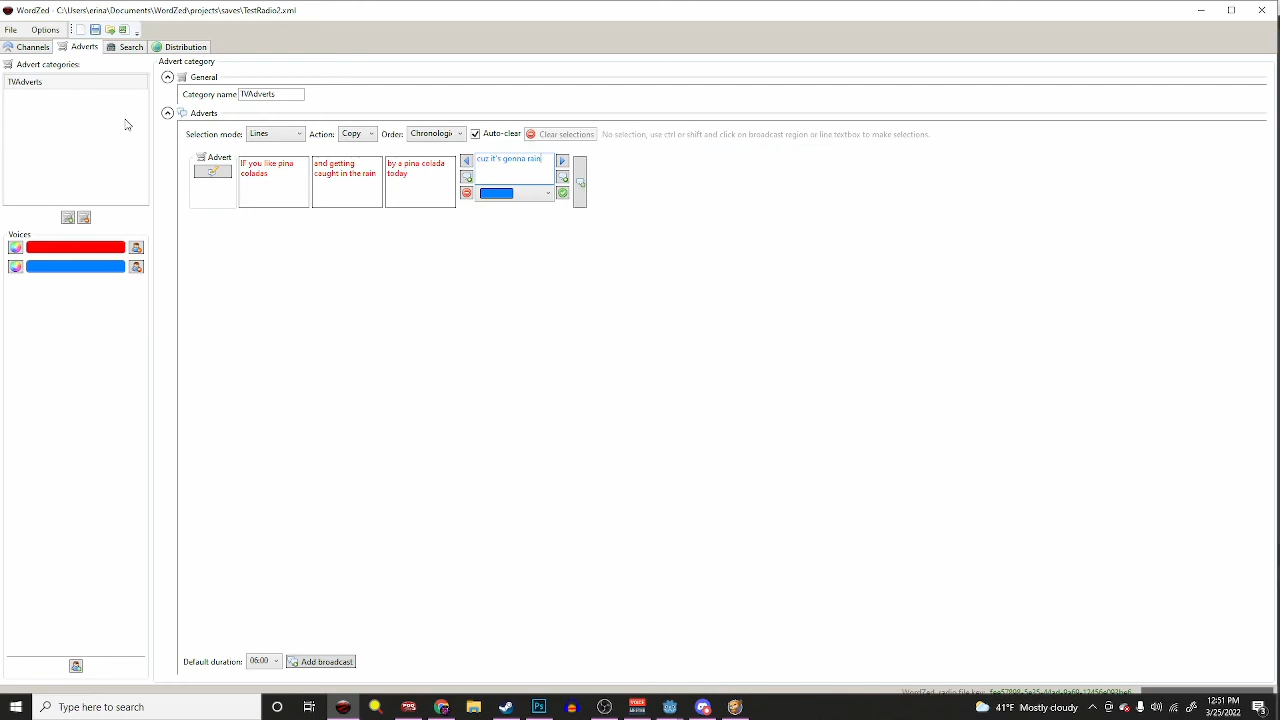 WordZed - C:\Users\erina\Documents\WordZed\projects\saves\TestRadio2.xml
File Options
Channels Adverts Search Distribution
Advert categories:
TVAdverts
Voices
Advert category
General
Category name TVAdverts
Adverts
Selection mode: Lines Action: Copy Order: Chronologi Auto-clear Clear selections No selection, use ctrl or shift and click on broadcast region or line textbox to make selections.
Advert
IF you like pina
coladas
and getting
caught in the rain
by a pina colada
today
cuz it's gonna rain
Default duration: 06:00 Add broadcast
WordZed radio file key
Type here to search
41°F Mostly cloudy
12:51 PM
3/25/2022